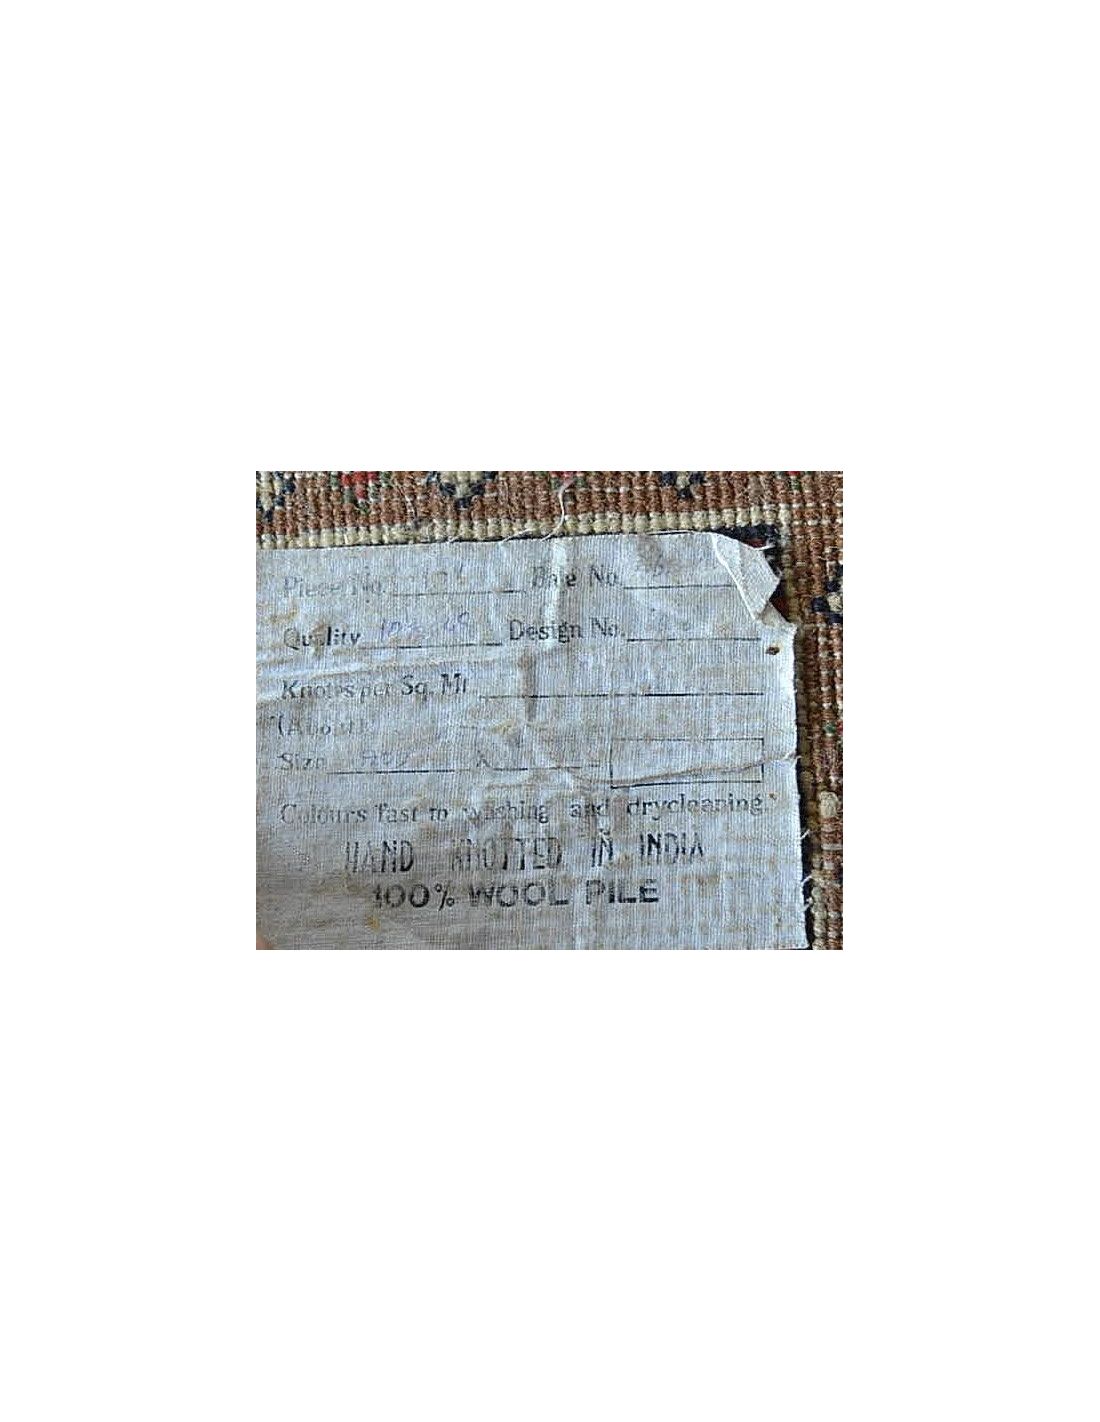 Piece No. Bale No.
Quality Design No.
Knotes per Sq. Mt
(About)
Size X
Colours fast to washing and drycleaning.
HAND KNOTTED IN INDIA
100% WOOL PILE